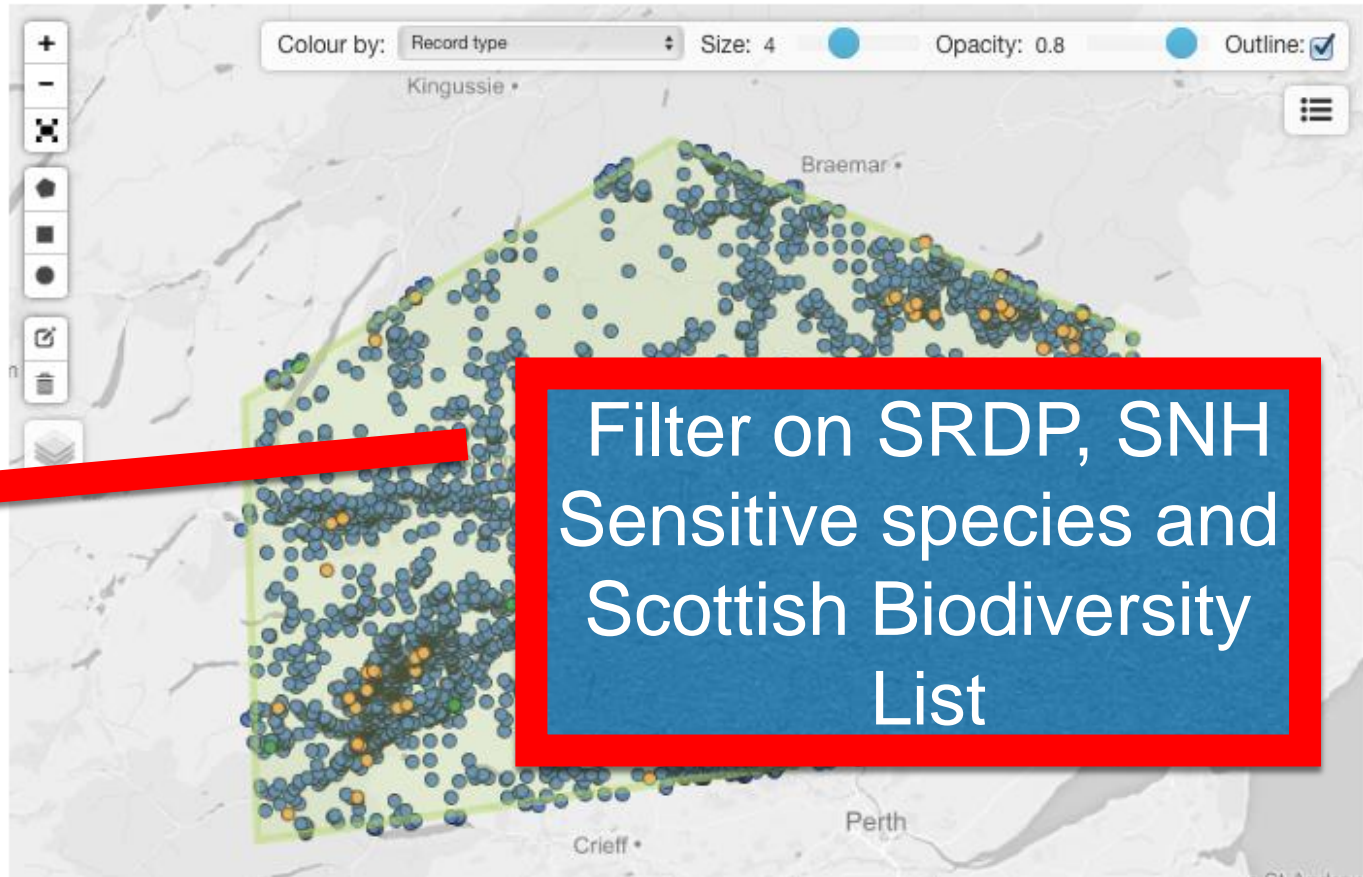 +
Colour by: Record type Size: 4 Opacity: 0.8 Outline:
−
Kingussie
Braemar
Filter on SRDP, SNH
Sensitive species and
Scottish Biodiversity
List
Perth
Crieff